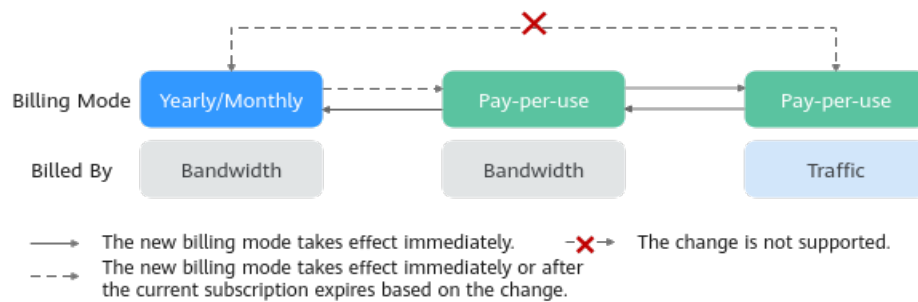 Billing Mode Yearly/Monthly Pay-per-use Pay-per-use
Billed By Bandwidth Bandwidth Traffic
The new billing mode takes effect immediately. The change is not supported.
The new billing mode takes effect immediately or after
the current subscription expires based on the change.